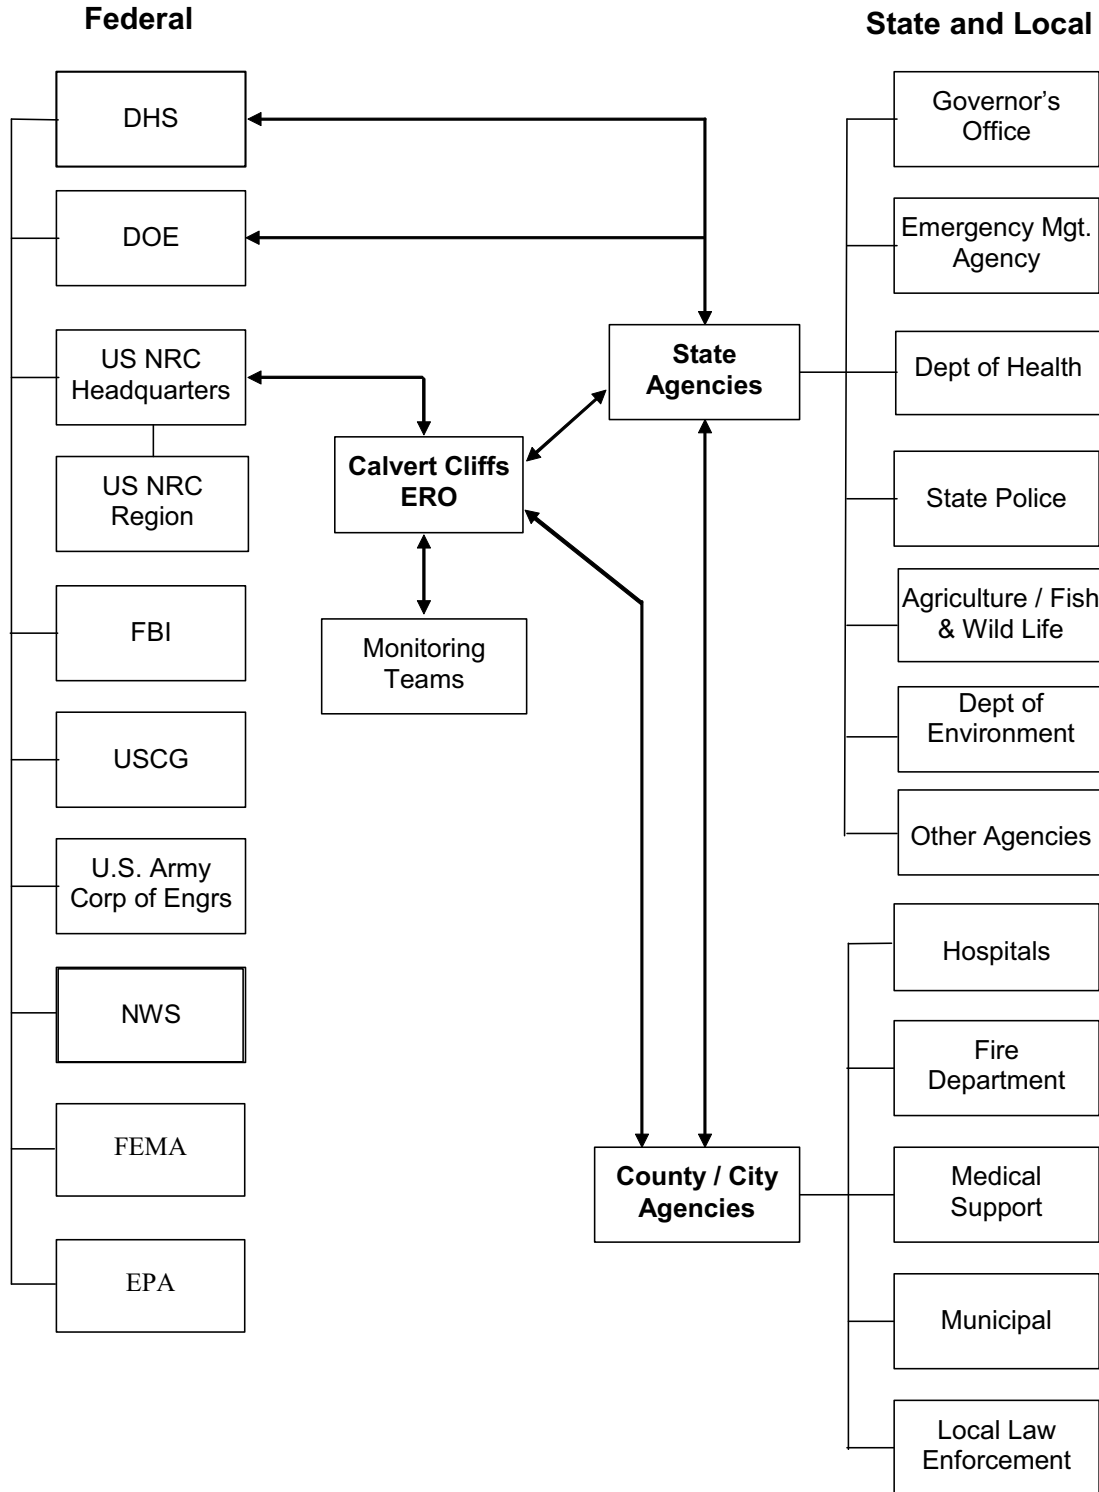 Federal
State and Local
DHS
DOE
US NRC
Headquarters
US NRC
Region
FBI
USCG
U.S. Army
Corp of Engrs
NWS
FEMA
EPA
Calvert Cliffs
ERO
Monitoring
Teams
State
Agencies
County / City
Agencies
Governor’s
Office
Emergency Mgt.
Agency
Dept of Health
State Police
Agriculture / Fish
& Wild Life
Dept of
Environment
Other Agencies
Hospitals
Fire
Department
Medical
Support
Municipal
Local Law
Enforcement